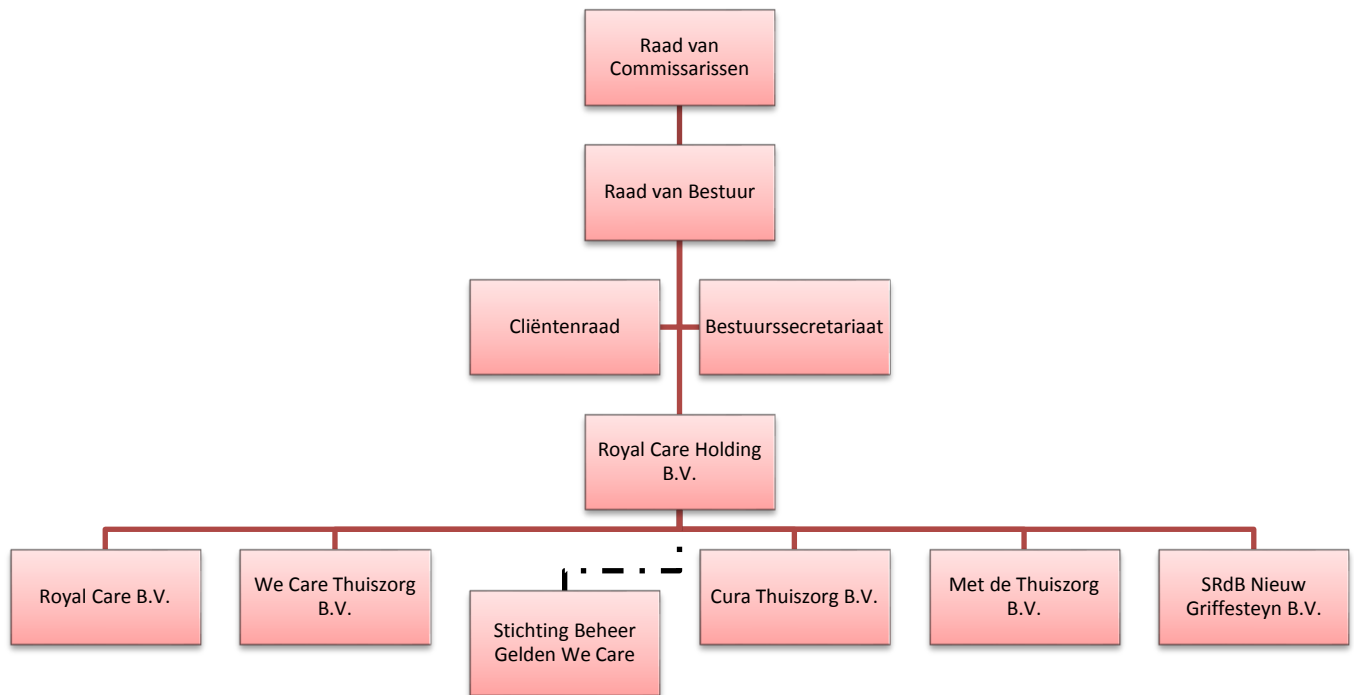 Raad van
Commissarissen
Raad van Bestuur
Cliëntenraad
Bestuurssecretariaat
Royal Care Holding
B.V.
Royal Care B.V.
We Care Thuiszorg
B.V.
Stichting Beheer
Gelden We Care
Cura Thuiszorg B.V.
Met de Thuiszorg
B.V.
SRdB Nieuw
Griffesteyn B.V.